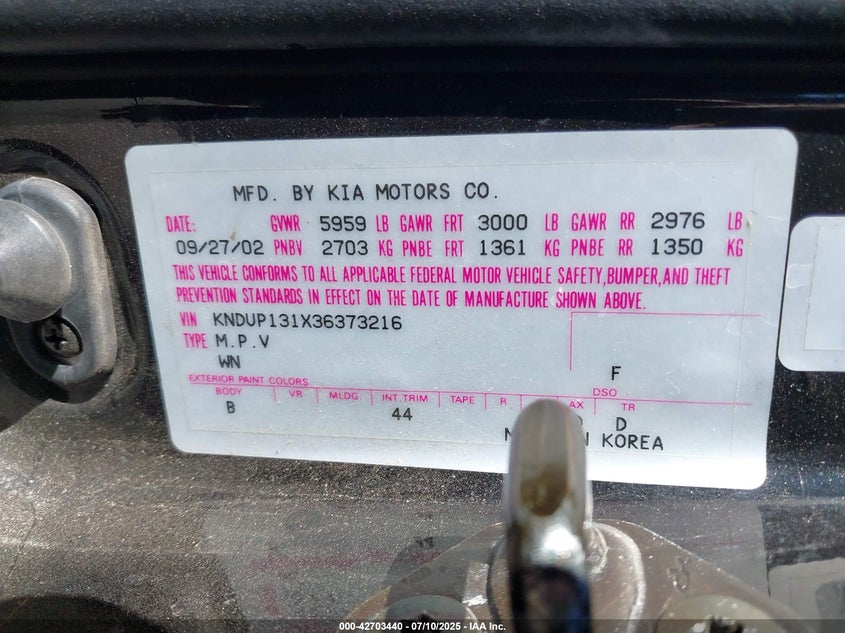 MFD. BY KIA MOTORS CO.
DATE: GVWR 5959 LB GAWR FRT 3000 LB GAWR RR 2976 LB
09/27/02 PNBV 2703 KG PNBE FRT 1361 KG PNBE RR 1350 KG
THIS VEHICLE CONFORMS TO ALL APPLICABLE FEDERAL MOTOR VEHICLE SAFETY,BUMPER,AND THEFT
PREVENTION STANDARDS IN EFFECT ON THE DATE OF MANUFACTURE SHOWN ABOVE.
VIN KNDUP131X36373216
TYPE M.P.V
WN F
EXTERIOR PAINT COLORS DSO
BODY VR MLDG INT TRIM TAPE R AX TR
B 44 D
KOREA
000-42703440 - 07/10/2025 - IAA Inc.